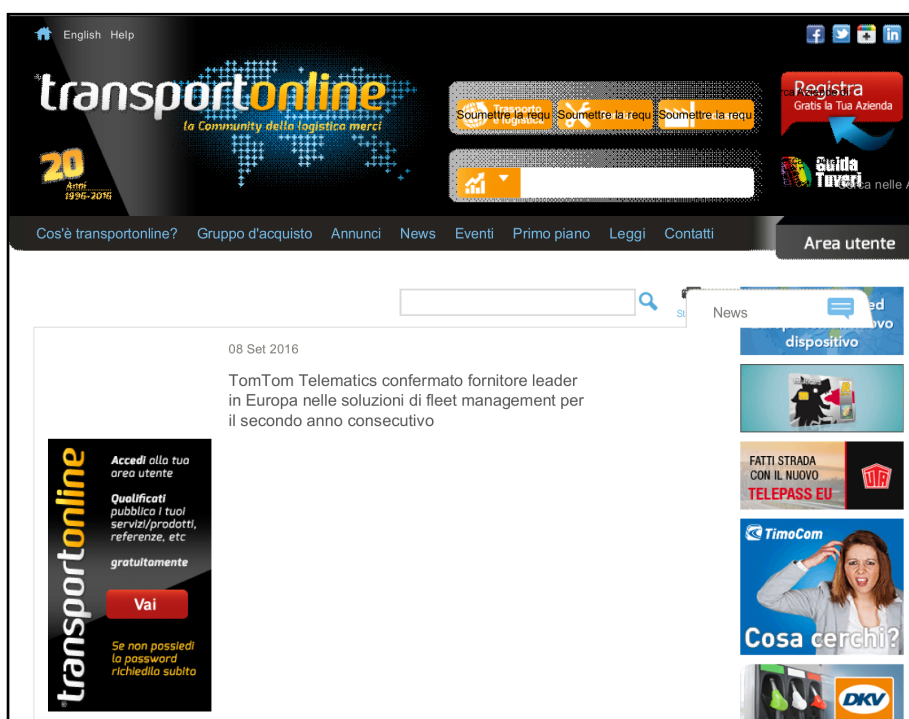 English Help
transportonline
la Community della logistica merci
20
Anni
1996-2016
Trasporto
e logistica
Soumettre la requ
Soumettre la requ
Soumettre la requ
Registra
Gratis la Tua Azienda
Guida
Tuveri
Cerca nelle A
Cos'è transportonline? Gruppo d'acquisto Annunci News Eventi Primo piano Leggi Contatti
Area utente
News
dispositivo
08 Set 2016
TomTom Telematics confermato fornitore leader
in Europa nelle soluzioni di fleet management per
il secondo anno consecutivo
transportonline
Accedi alla tua
area utente
Qualificati
pubblica i tuoi
servizi/prodotti,
referenze, etc
gratuitamente
Vai
Se non possiedi
la password
richiedila subito
FATTI STRADA
CON IL NUOVO
TELEPASS EU
UTA
TimoCom
Cosa cerchi?
DKV